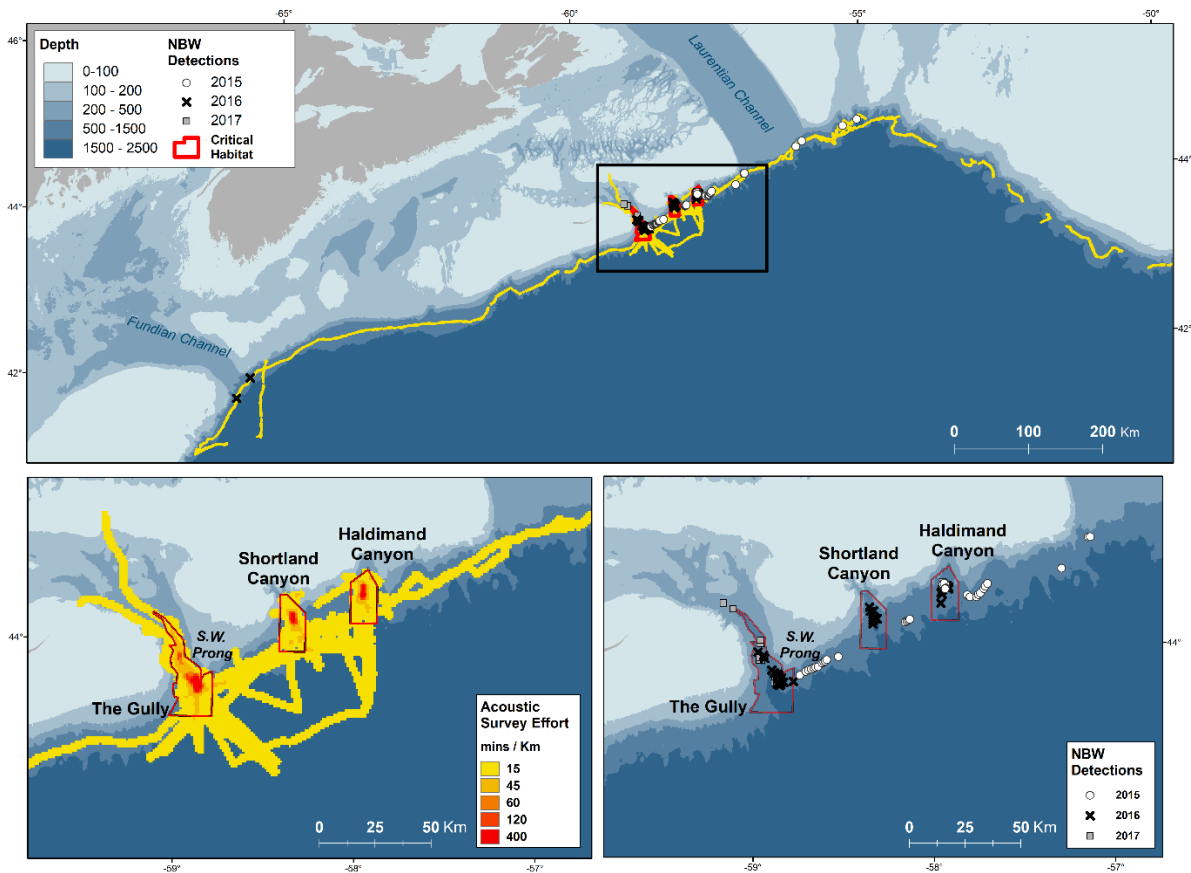 -65°
-60°
-55°
-50°
46°
44°
42°
44°
42°
Depth
0-100
100 - 200
200 - 500
500 -1500
1500 - 2500
NBW
Detections
2015
2016
2017
Critical
Habitat
Laurentian Channel
Fundian Channel
0 100 200 Km
Haldimand
Canyon
Shortland
Canyon
S.W.
Prong
The Gully
44°
Acoustic
Survey Effort
mins / Km
15
45
60
120
400
0 25 50 Km
-59°
-58°
-57°
Haldimand
Canyon
Shortland
Canyon
S.W.
Prong
The Gully
44°
NBW
Detections
2015
2016
2017
0 25 50 Km
-59°
-58°
-57°